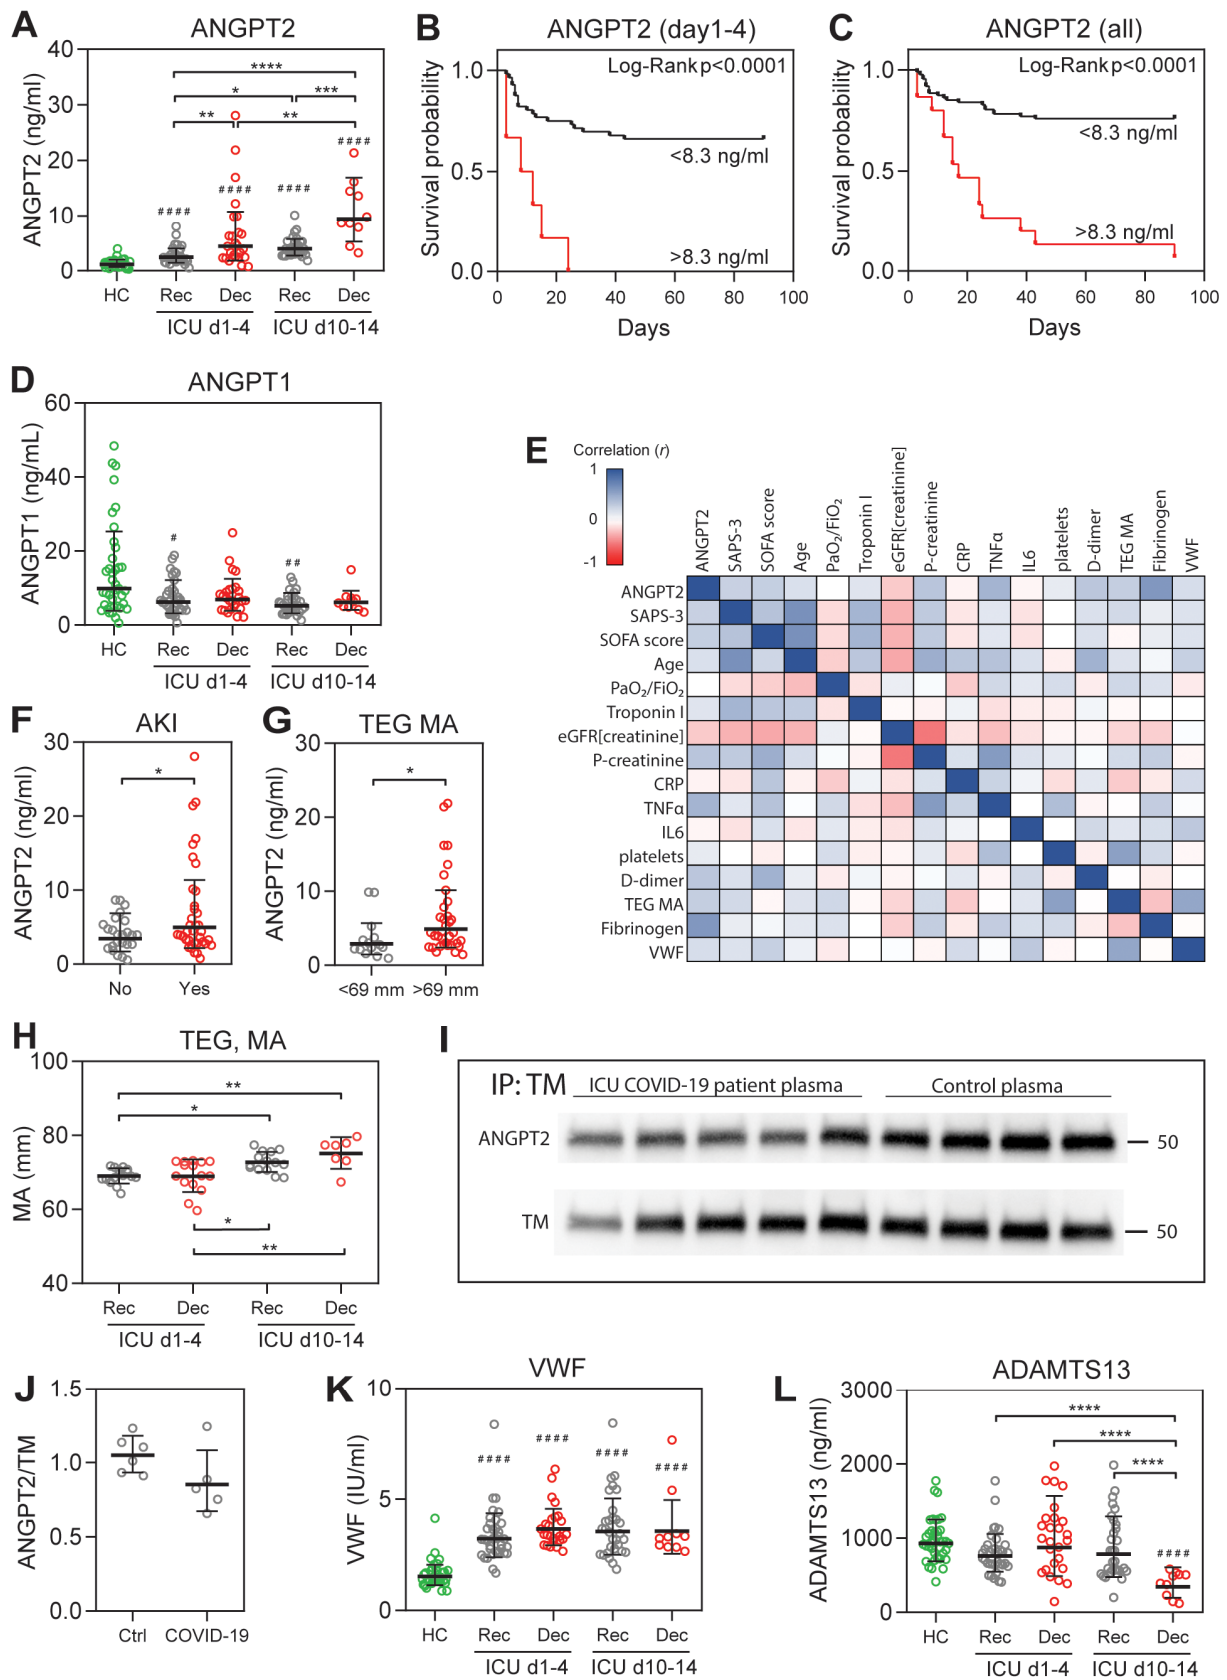 A
ANGPT2
ANGPT2 (ng/ml)
40
30
20
10
0
****
*
***
**
**
####
####
####
####
HC
Rec
Dec
Rec
Dec
ICU d1-4
ICU d10-14
B
ANGPT2 (day1-4)
Survival probability
1.0
0.5
0.0
Log-Rank p<0.0001
<8.3 ng/ml
>8.3 ng/ml
0
20
40
60
80
100
Days
C
ANGPT2 (all)
Survival probability
1.0
0.5
0.0
Log-Rank p<0.0001
<8.3 ng/ml
>8.3 ng/ml
0
20
40
60
80
100
Days
D
ANGPT1
ANGPT1 (ng/mL)
60
40
20
0
#
##
HC
Rec
Dec
Rec
Dec
ICU d1-4
ICU d10-14
E
Correlation (r)
1
0
-1
ANGPT2
SAPS-3
SOFA score
Age
PaO₂/FiO₂
Troponin I
eGFR[creatinine]
P-creatinine
CRP
TNFα
IL6
platelets
D-dimer
TEG MA
Fibrinogen
VWF
ANGPT2
SAPS-3
SOFA score
Age
PaO₂/FiO₂
Troponin I
eGFR[creatinine]
P-creatinine
CRP
TNFα
IL6
platelets
D-dimer
TEG MA
Fibrinogen
VWF
F
AKI
ANGPT2 (ng/ml)
30
20
10
0
*
No
Yes
G
TEG MA
ANGPT2 (ng/ml)
30
20
10
0
*
<69 mm
>69 mm
H
TEG, MA
MA (mm)
100
80
60
40
**
*
*
**
Rec
Dec
Rec
Dec
ICU d1-4
ICU d10-14
I
IP: TM
ICU COVID-19 patient plasma
Control plasma
ANGPT2
50
TM
50
J
ANGPT2/TM
1.5
1.0
0.5
0.0
Ctrl
COVID-19
K
VWF
VWF (IU/ml)
10
5
0
####
####
####
####
HC
Rec
Dec
Rec
Dec
ICU d1-4
ICU d10-14
L
ADAMTS13
ADAMTS13 (ng/ml)
3000
2000
1000
0
****
****
****
####
HC
Rec
Dec
Rec
Dec
ICU d1-4
ICU d10-14